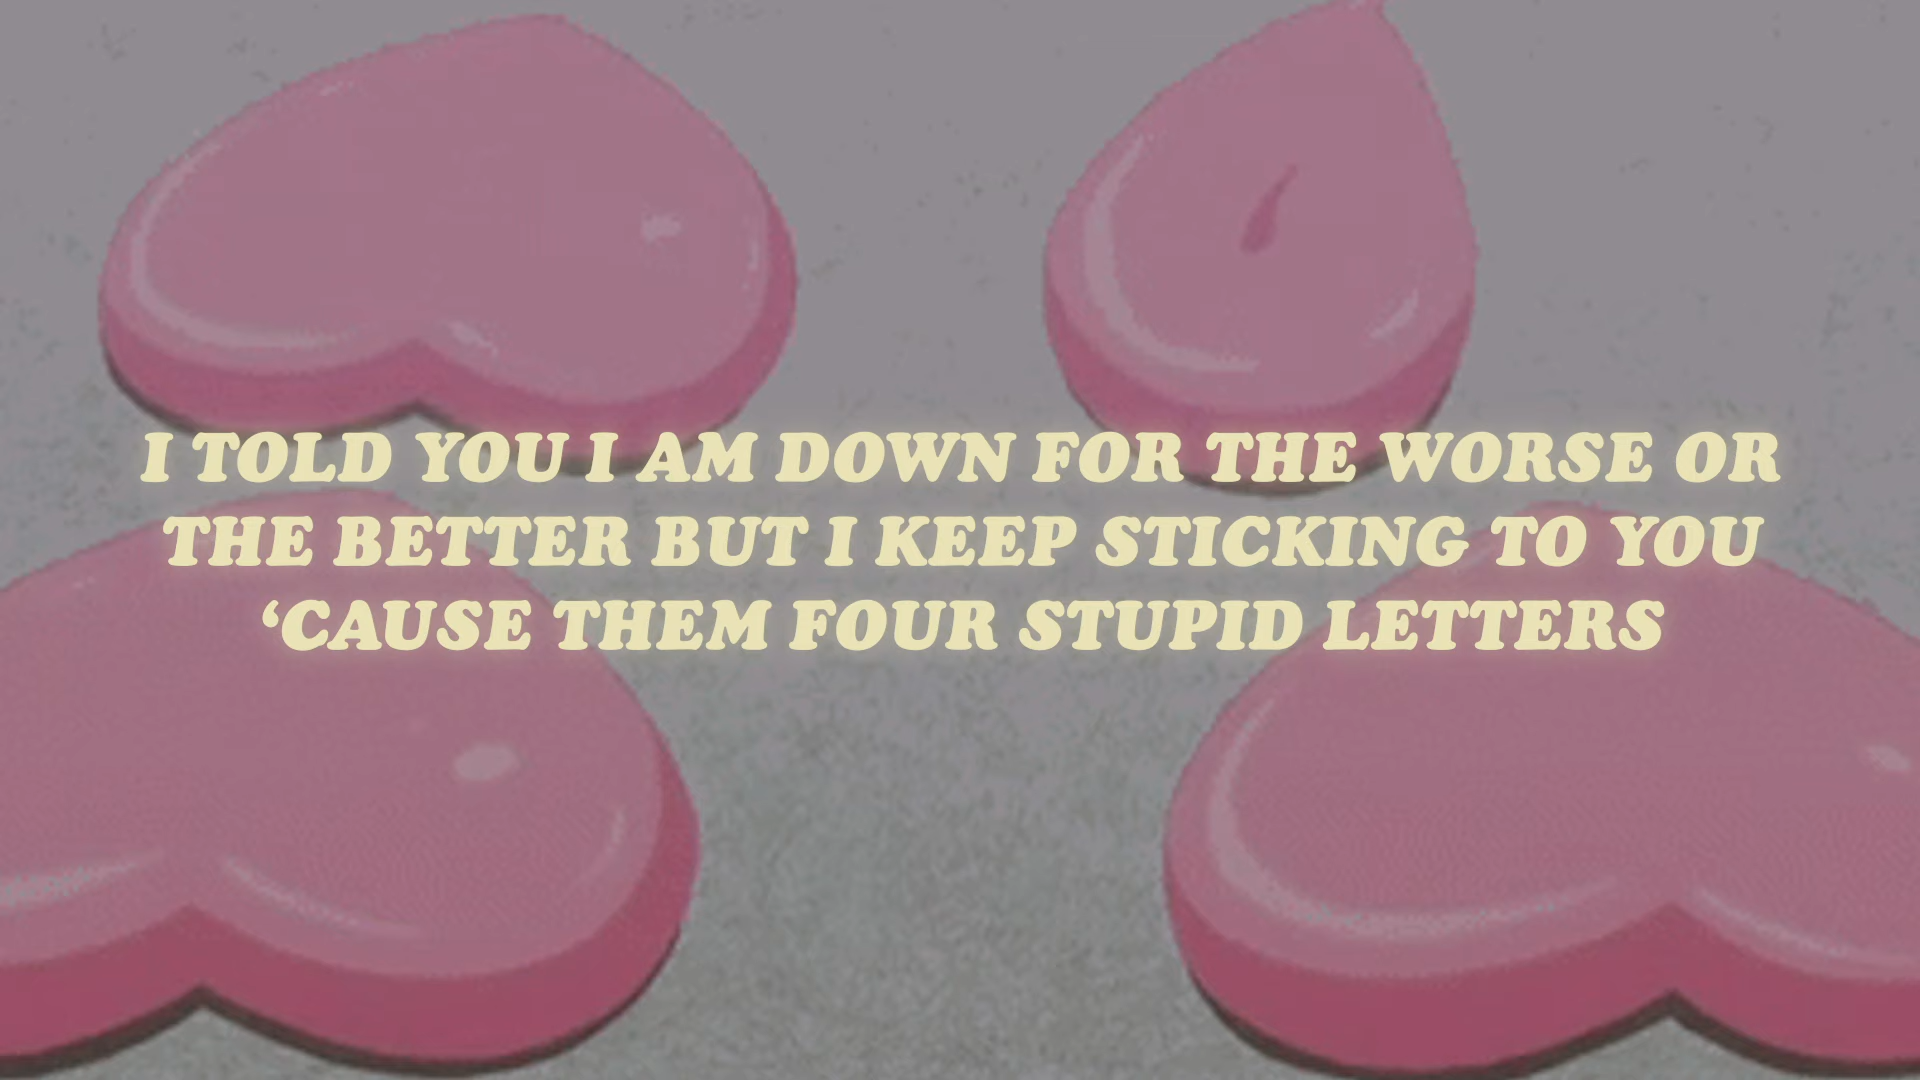 I TOLD YOU I AM DOWN FOR THE WORSE OR
THE BETTER BUT I KEEP STICKING TO YOU
‘CAUSE THEM FOUR STUPID LETTERS